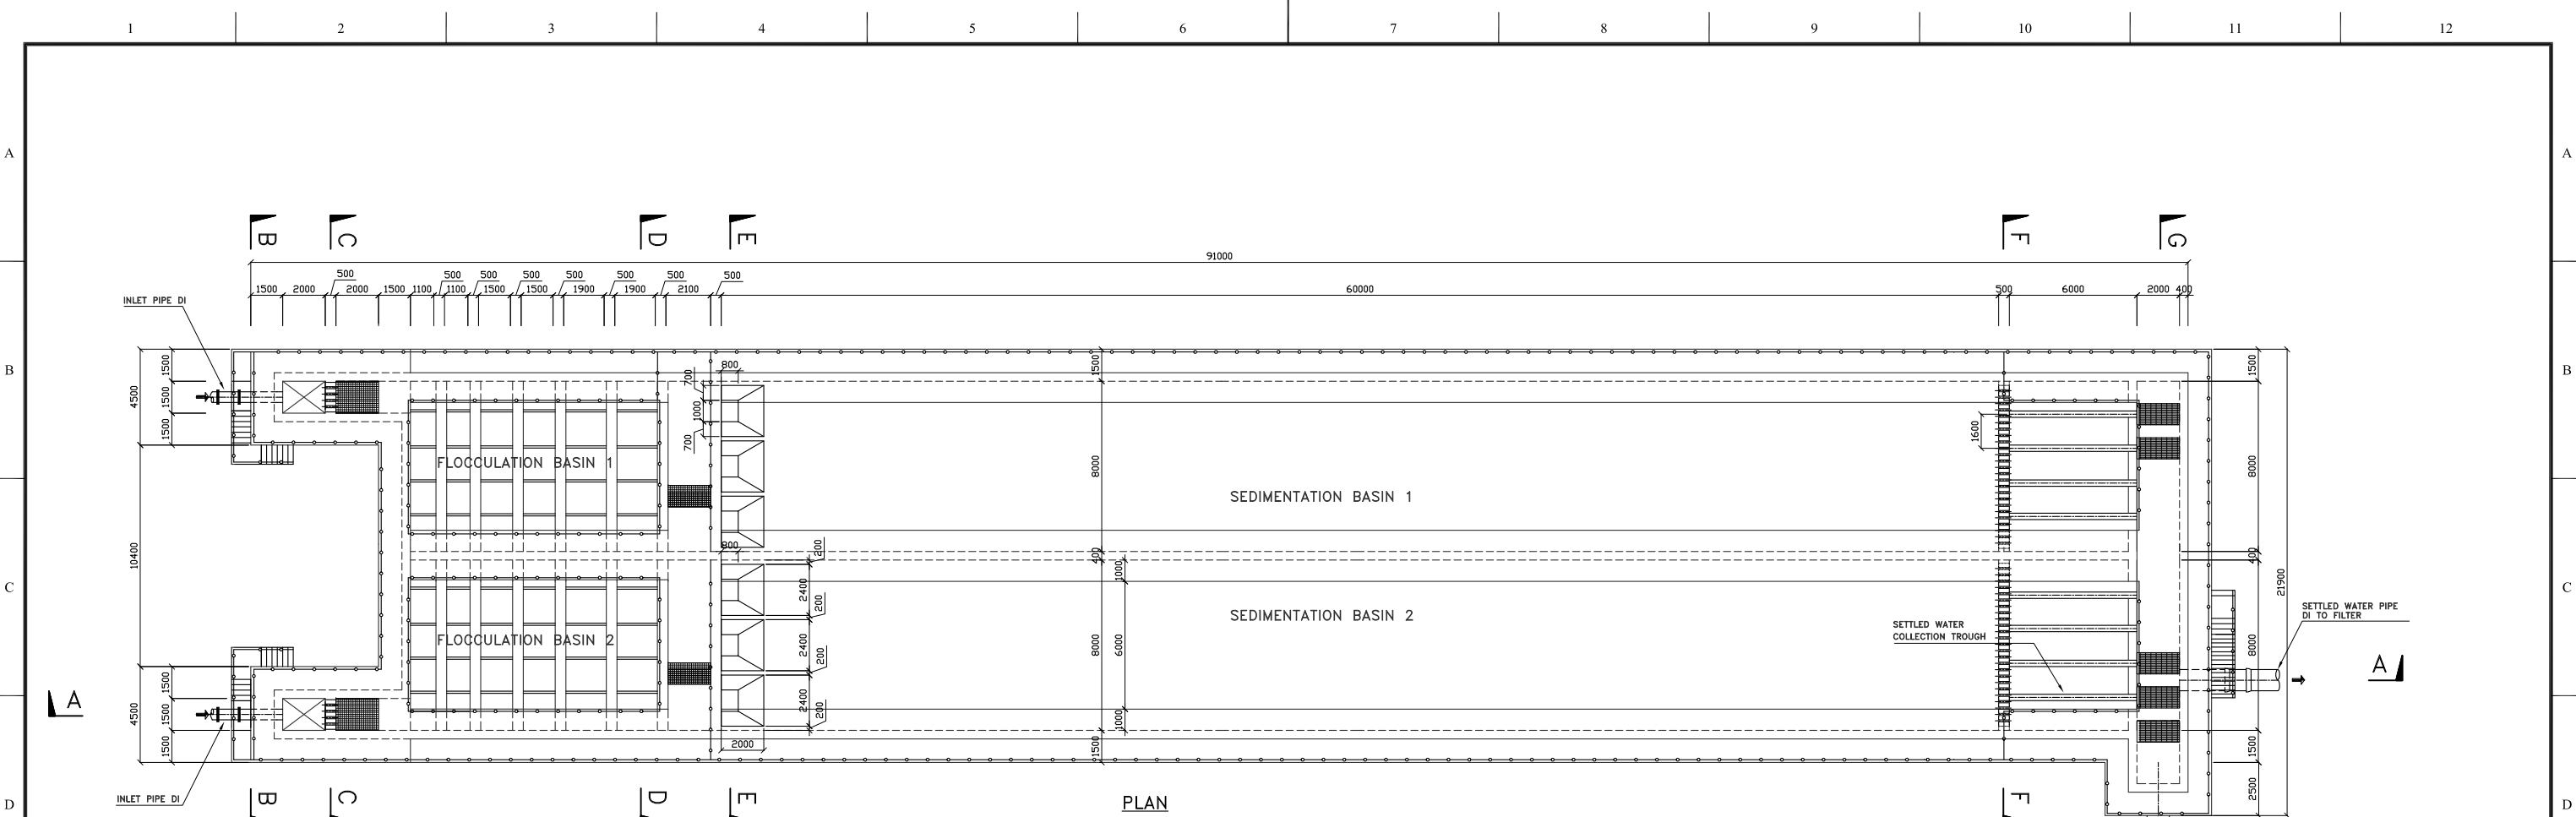 1 2 3 4 5 6 7 8 9 10 11 12
A A
B C D E F G
91000
500 500 500 500 500 500 500 500
1500 2000 2000 1500 1100 1100 1500 1500 1900 1900 2100 60000 500 6000 2000 400
INLET PIPE DI
B B
4500 1500 1500 1500
800 700 1000 700
1500
1500
1600
FLOCCULATION BASIN 1
8000
8000
SEDIMENTATION BASIN 1
10400
800 200
400
400
C C
1000
21900
2400 200
SEDIMENTATION BASIN 2
SETTLED WATER PIPE
DI TO FILTER
SETTLED WATER
COLLECTION TROUGH
FLOCCULATION BASIN 2
8000 6000
8000
2400 200
A A
4500 1500 1500 1500
2400 200
1000
2000
1500
1500
2500
INLET PIPE DI
B C D E F
PLAN
D D